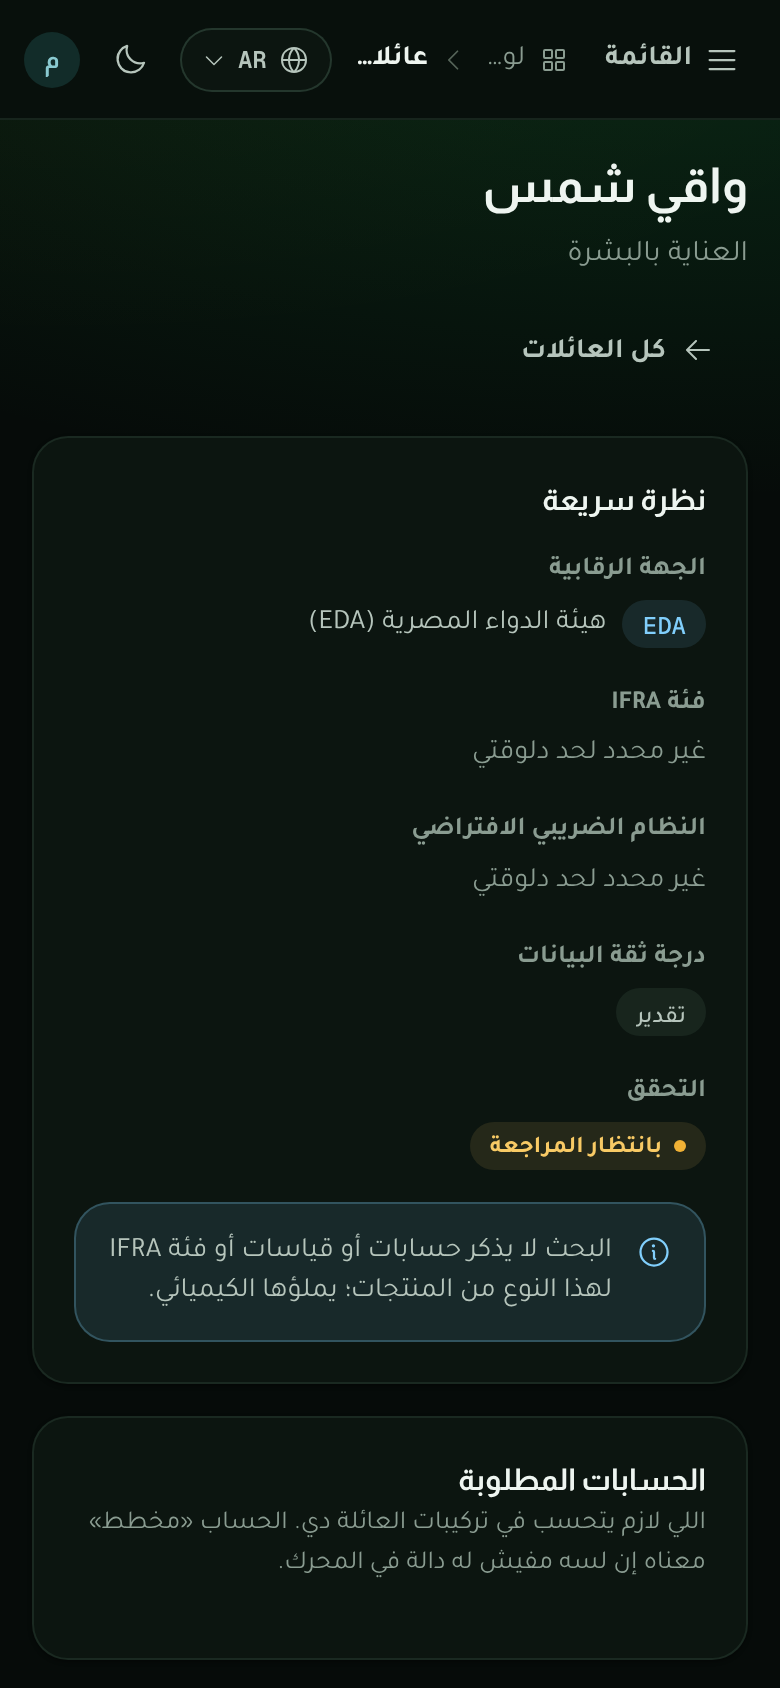 القائمة
لو...
عائلا...
AR
م
واقي شمس
العناية بالبشرة
كل العائلات
نظرة سريعة
الجهة الرقابية
EDA هيئة الدواء المصرية (EDA)
فئة IFRA
غير محدد لحد دلوقتي
النظام الضريبي الافتراضي
غير محدد لحد دلوقتي
درجة ثقة البيانات
تقدير
التحقق
بانتظار المراجعة
البحث لا يذكر حسابات أو قياسات أو فئة IFRA
لهذا النوع من المنتجات؛ يملؤها الكيميائي.
الحسابات المطلوبة
اللي لازم يتحسب في تركيبات العائلة دي. الحساب «مخطط»
معناه إن لسه مفيش له دالة في المحرك.